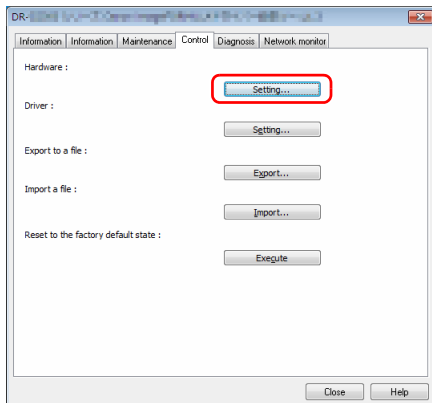 DR-
Information Information Maintenance Control Diagnosis Network monitor
Hardware :
Setting...
Driver :
Setting...
Export to a file :
Export...
Import a file :
Import...
Reset to the factory default state :
Execute
Close Help